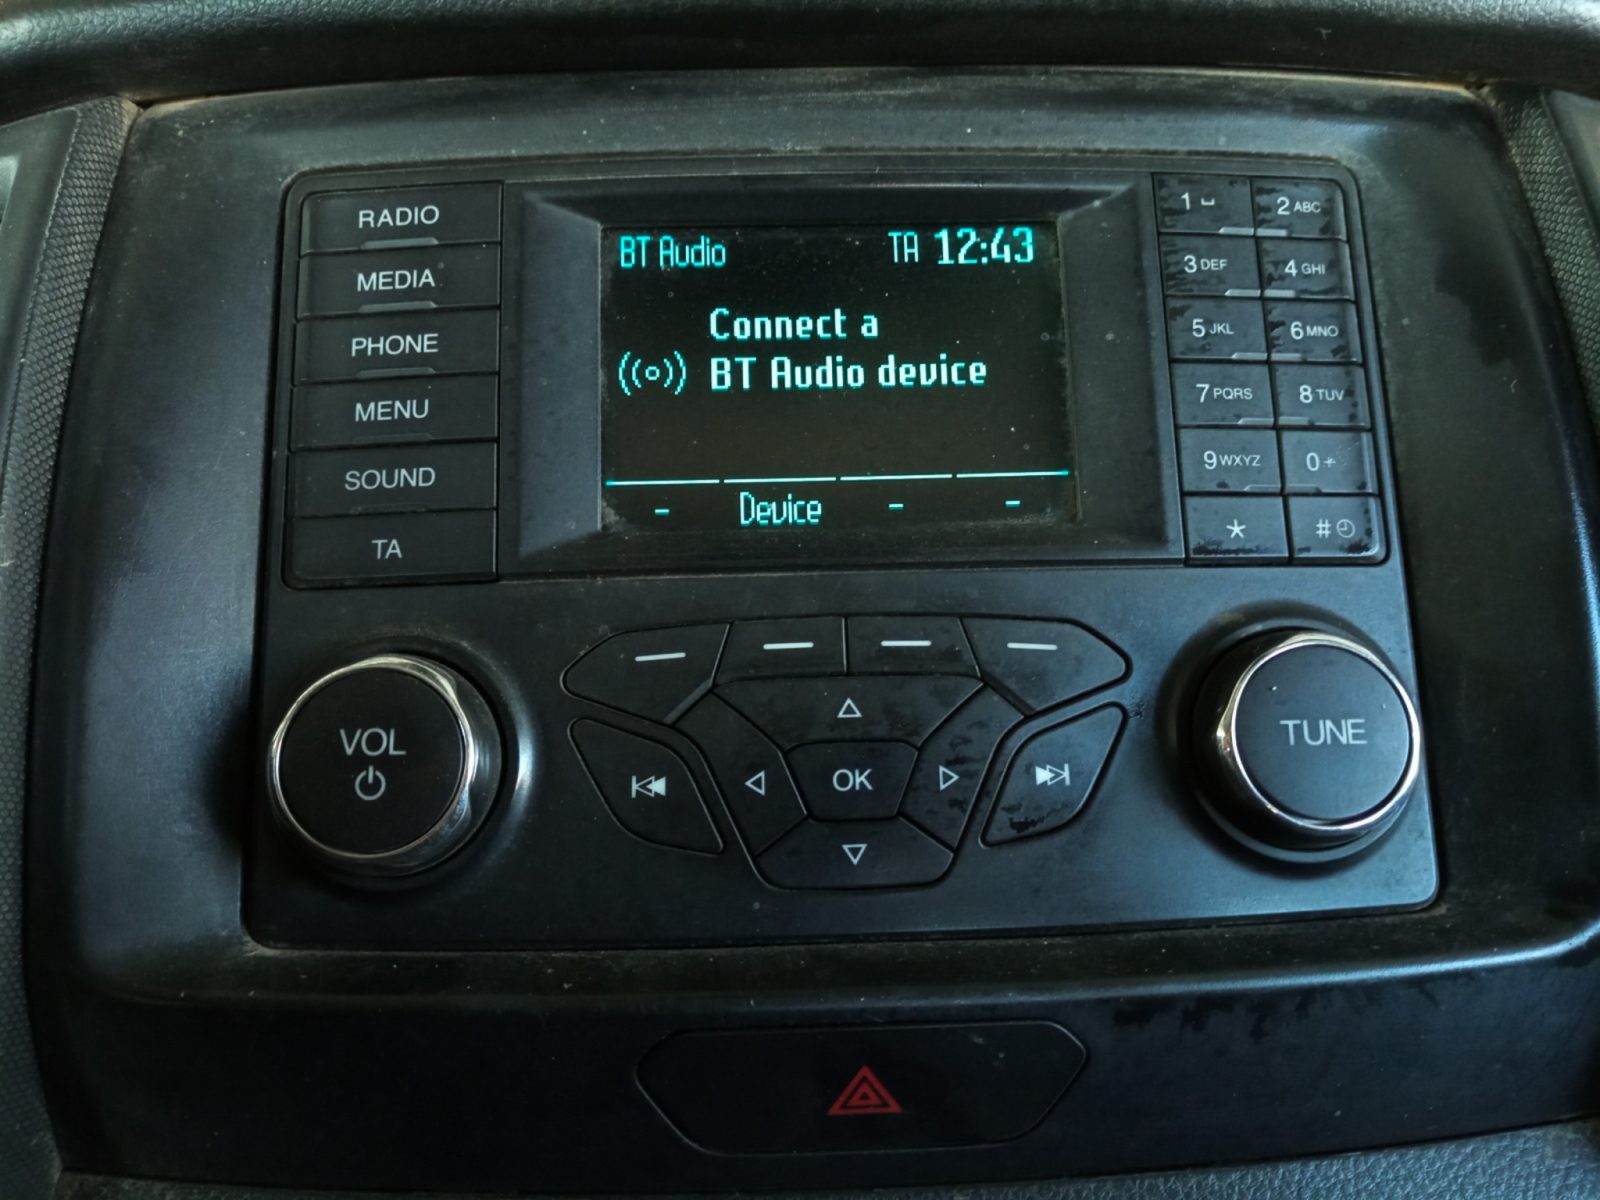 BT Audio TA 12:43
Connect a
BT Audio device
- Device - -
RADIO
MEDIA
PHONE
MENU
SOUND
TA
1 ⎵ 2 ABC
3 DEF 4 GHI
5 JKL 6 MNO
7 PQRS 8 TUV
9 WXYZ 0 +
* #
VOL
OK
TUNE